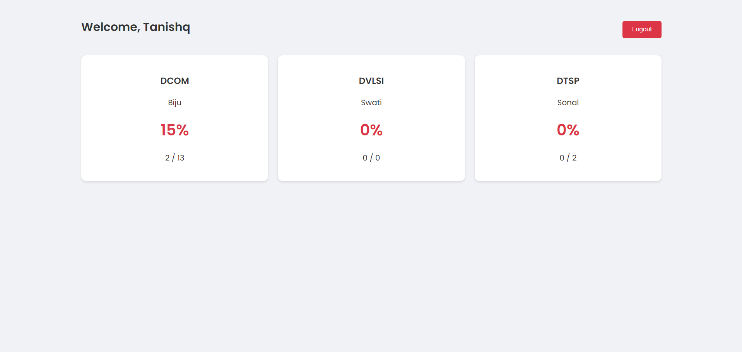 Welcome, Tanishq
Logout
DCOM
Biju
15%
2 / 13
DVLSI
Swati
0%
0 / 0
DTSP
Sonal
0%
0 / 2